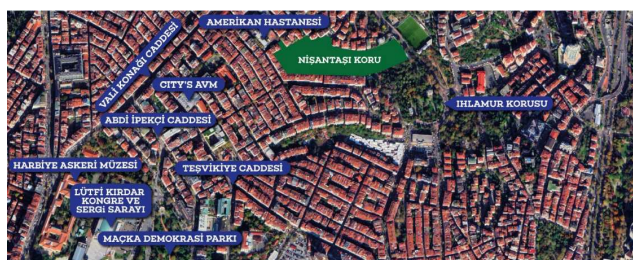 AMERİKAN HASTANESİ
NİŞANTAŞI KORU
VALİ KONAĞI CADDESİ
CITY'S AVM
IHLAMUR KORUSU
ABDİ İPEKÇİ CADDESİ
HARBİYE ASKERİ MÜZESİ
TEŞVİKİYE CADDESİ
LÜTFİ KIRDAR
KONGRE VE
SERGİ SARAYI
MAÇKA DEMOKRASİ PARKI